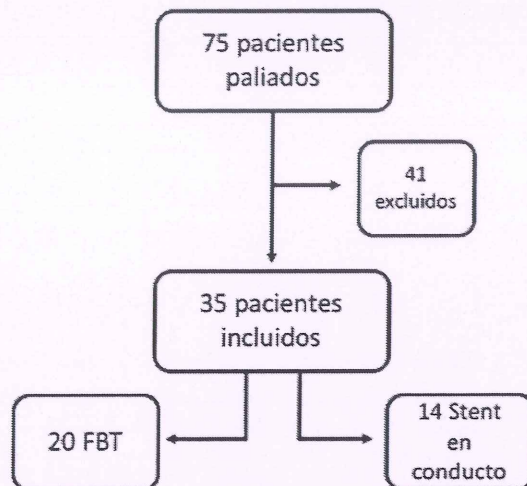 75 pacientes
paliados
41
excluidos
35 pacientes
incluidos
20 FBT
14 Stent
en
conducto